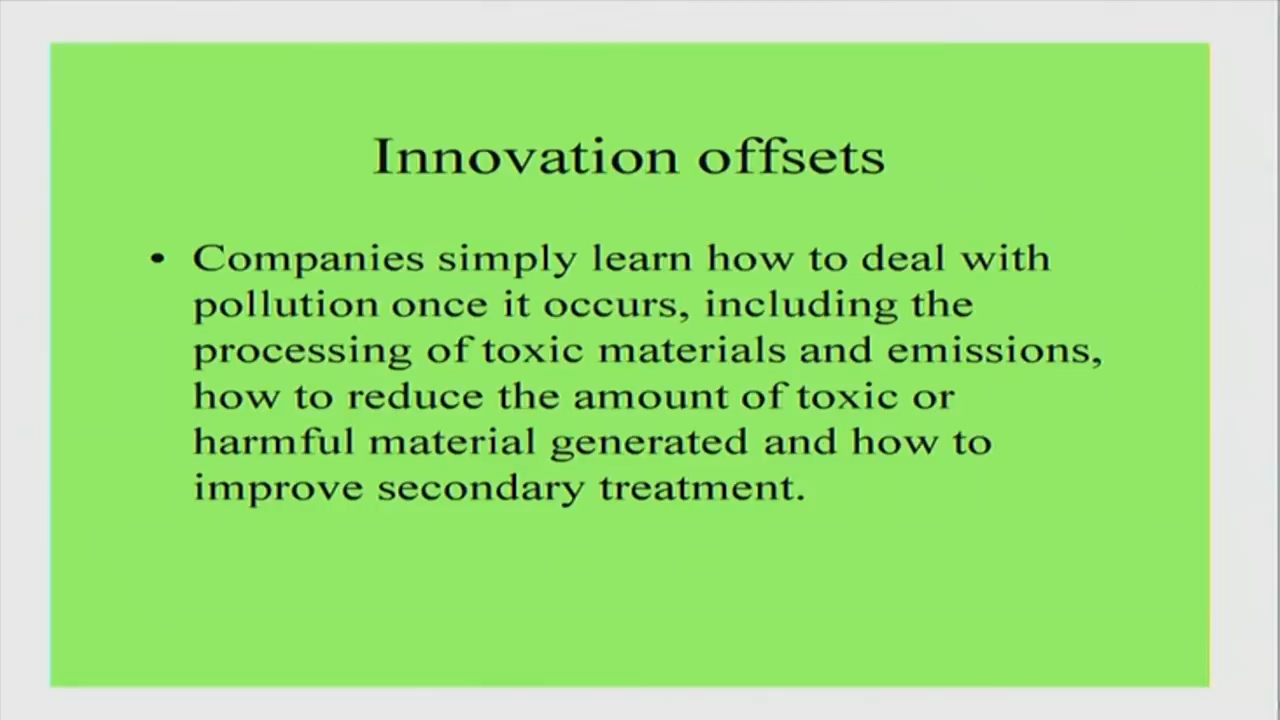 Innovation offsets
• Companies simply learn how to deal with
pollution once it occurs, including the
processing of toxic materials and emissions,
how to reduce the amount of toxic or
harmful material generated and how to
improve secondary treatment.